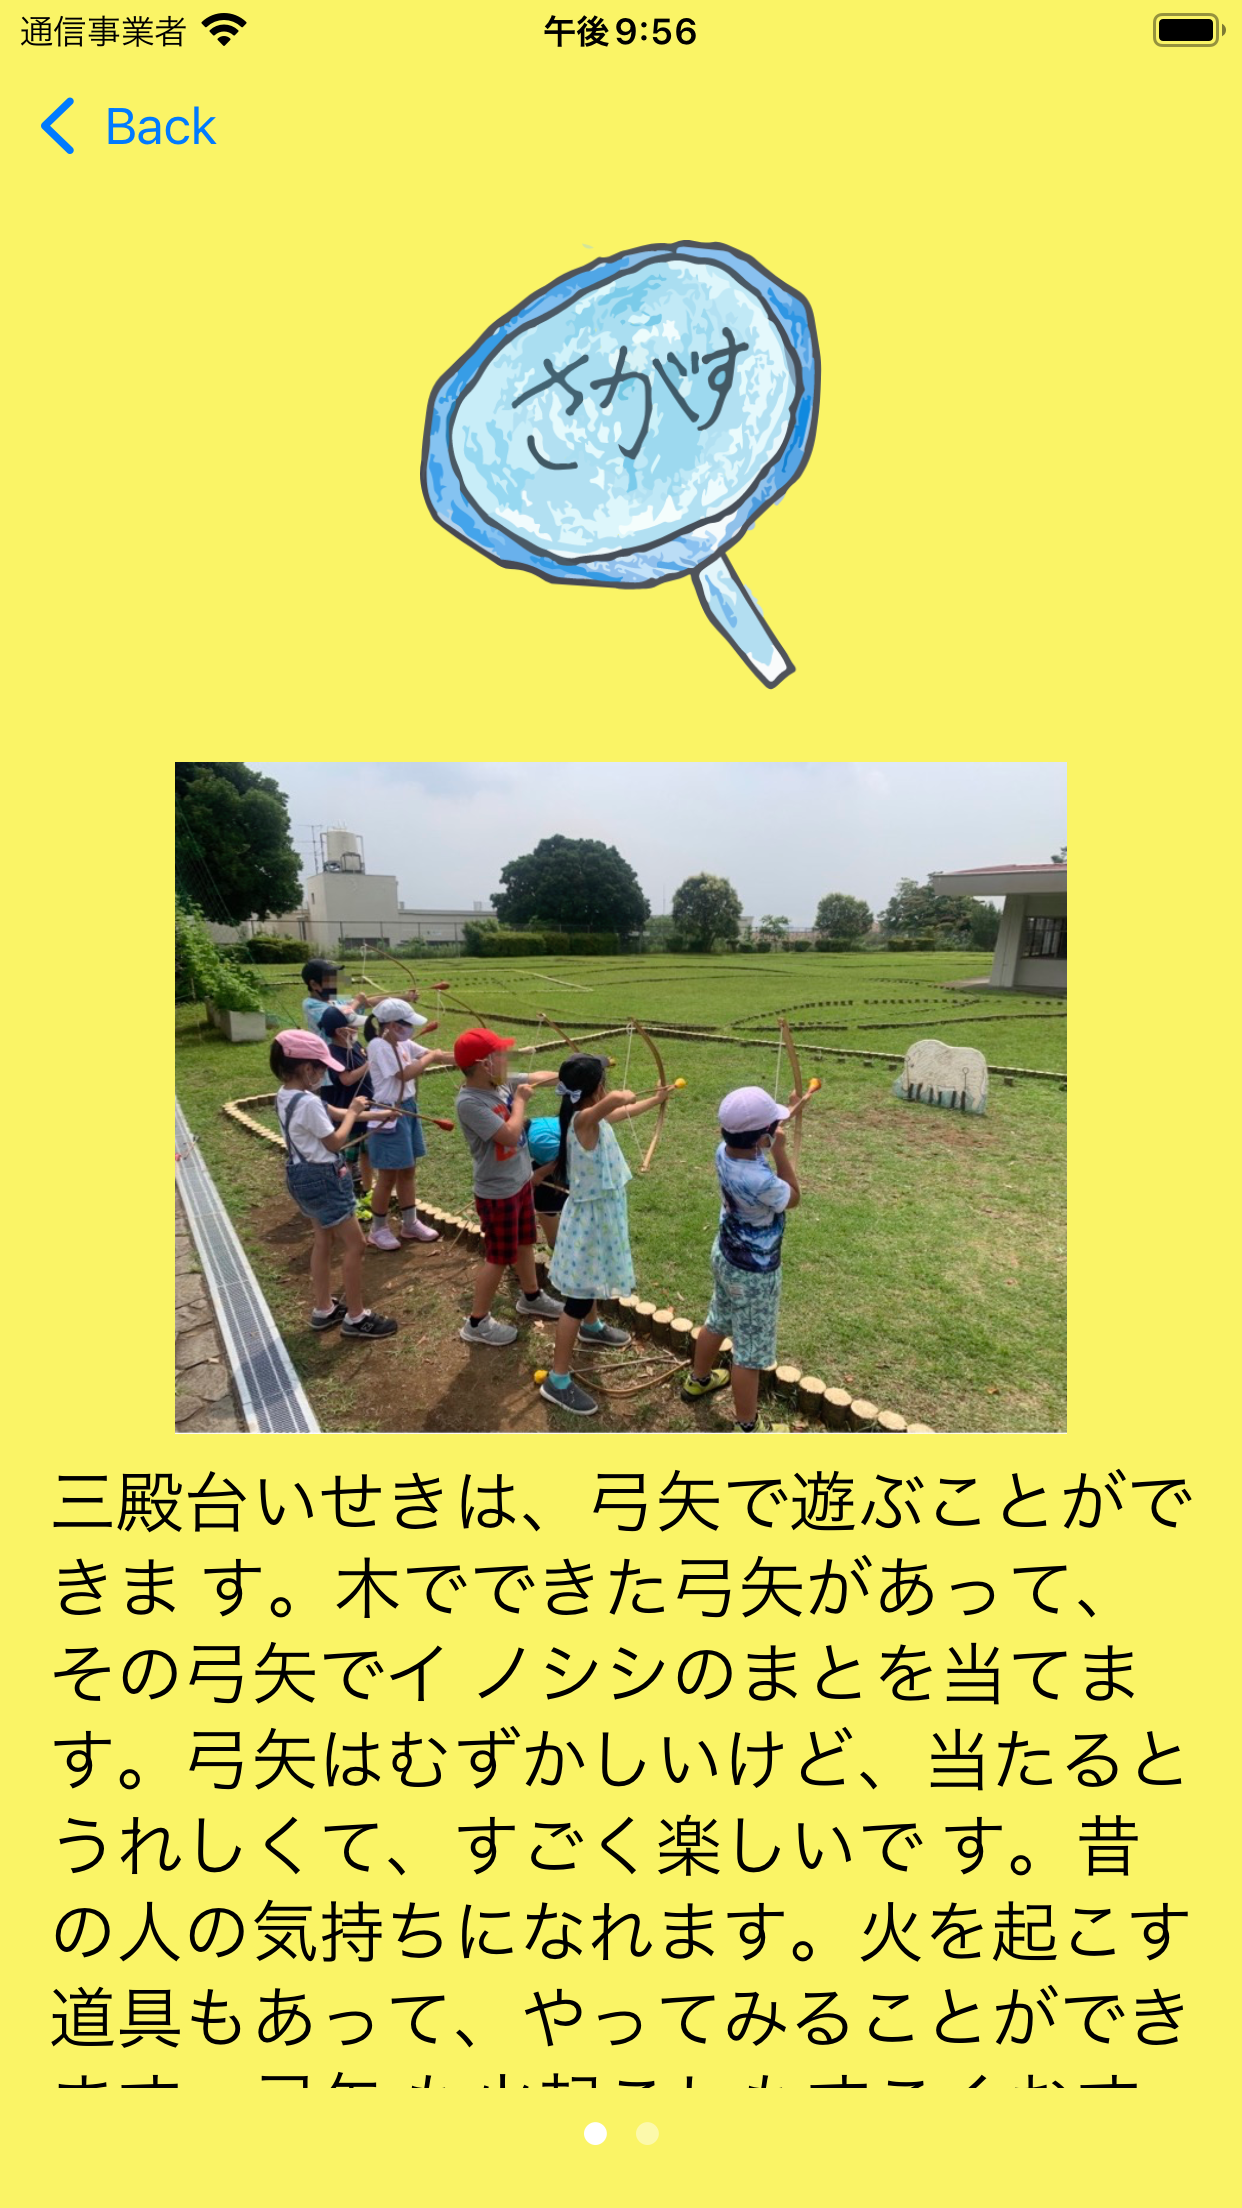 通信事業者
午後9:56
Back
さがす
三殿台いせきは、弓矢で遊ぶことがで
きま す。木でできた弓矢があって、
その弓矢でイ ノシシのまとを当てま
す。弓矢はむずかしいけど、当たると
うれしくて、すごく楽しいで す。昔
の人の気持ちになれます。火を起こす
道具もあって、やってみることができ